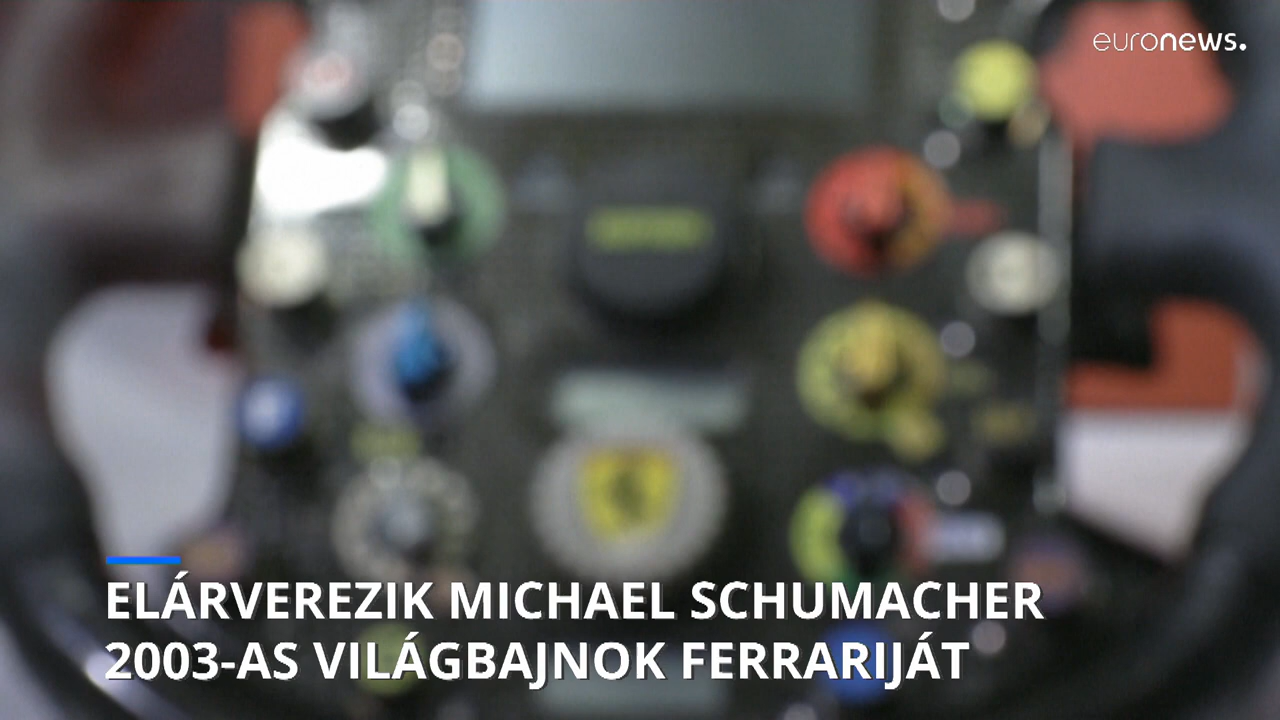 euronews.
ELÁRVEREZIK MICHAEL SCHUMACHER
2003-AS VILÁGBAJNOK FERRARIJÁT